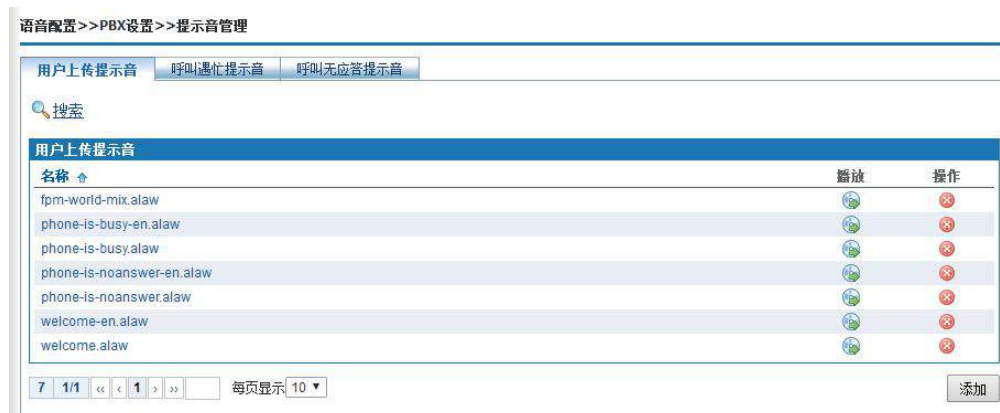 语音配置>>PBX设置>>提示音管理
用户上传提示音 呼叫遇忙提示音 呼叫无应答提示音
搜索
用户上传提示音
名称 播放 操作
fpm-world-mix.alaw
phone-is-busy-en.alaw
phone-is-busy.alaw
phone-is-noanswer-en.alaw
phone-is-noanswer.alaw
welcome-en.alaw
welcome.alaw
7 1/1 ‹‹ ‹ 1 › ›› 每页显示 10 ▼ 添加